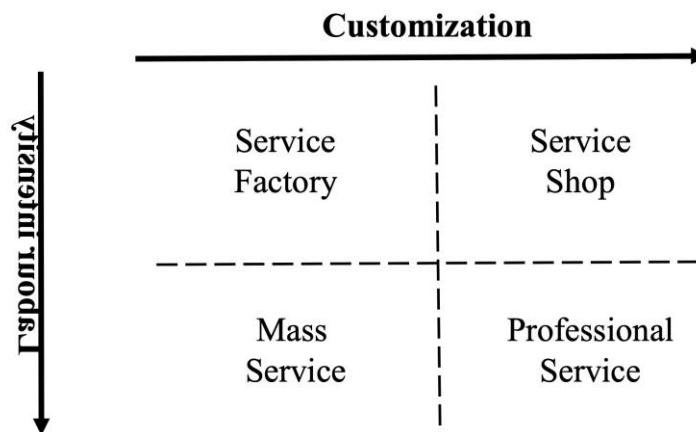 Customization
Labour intensity
Service
Factory
Service
Shop
Mass
Service
Professional
Service